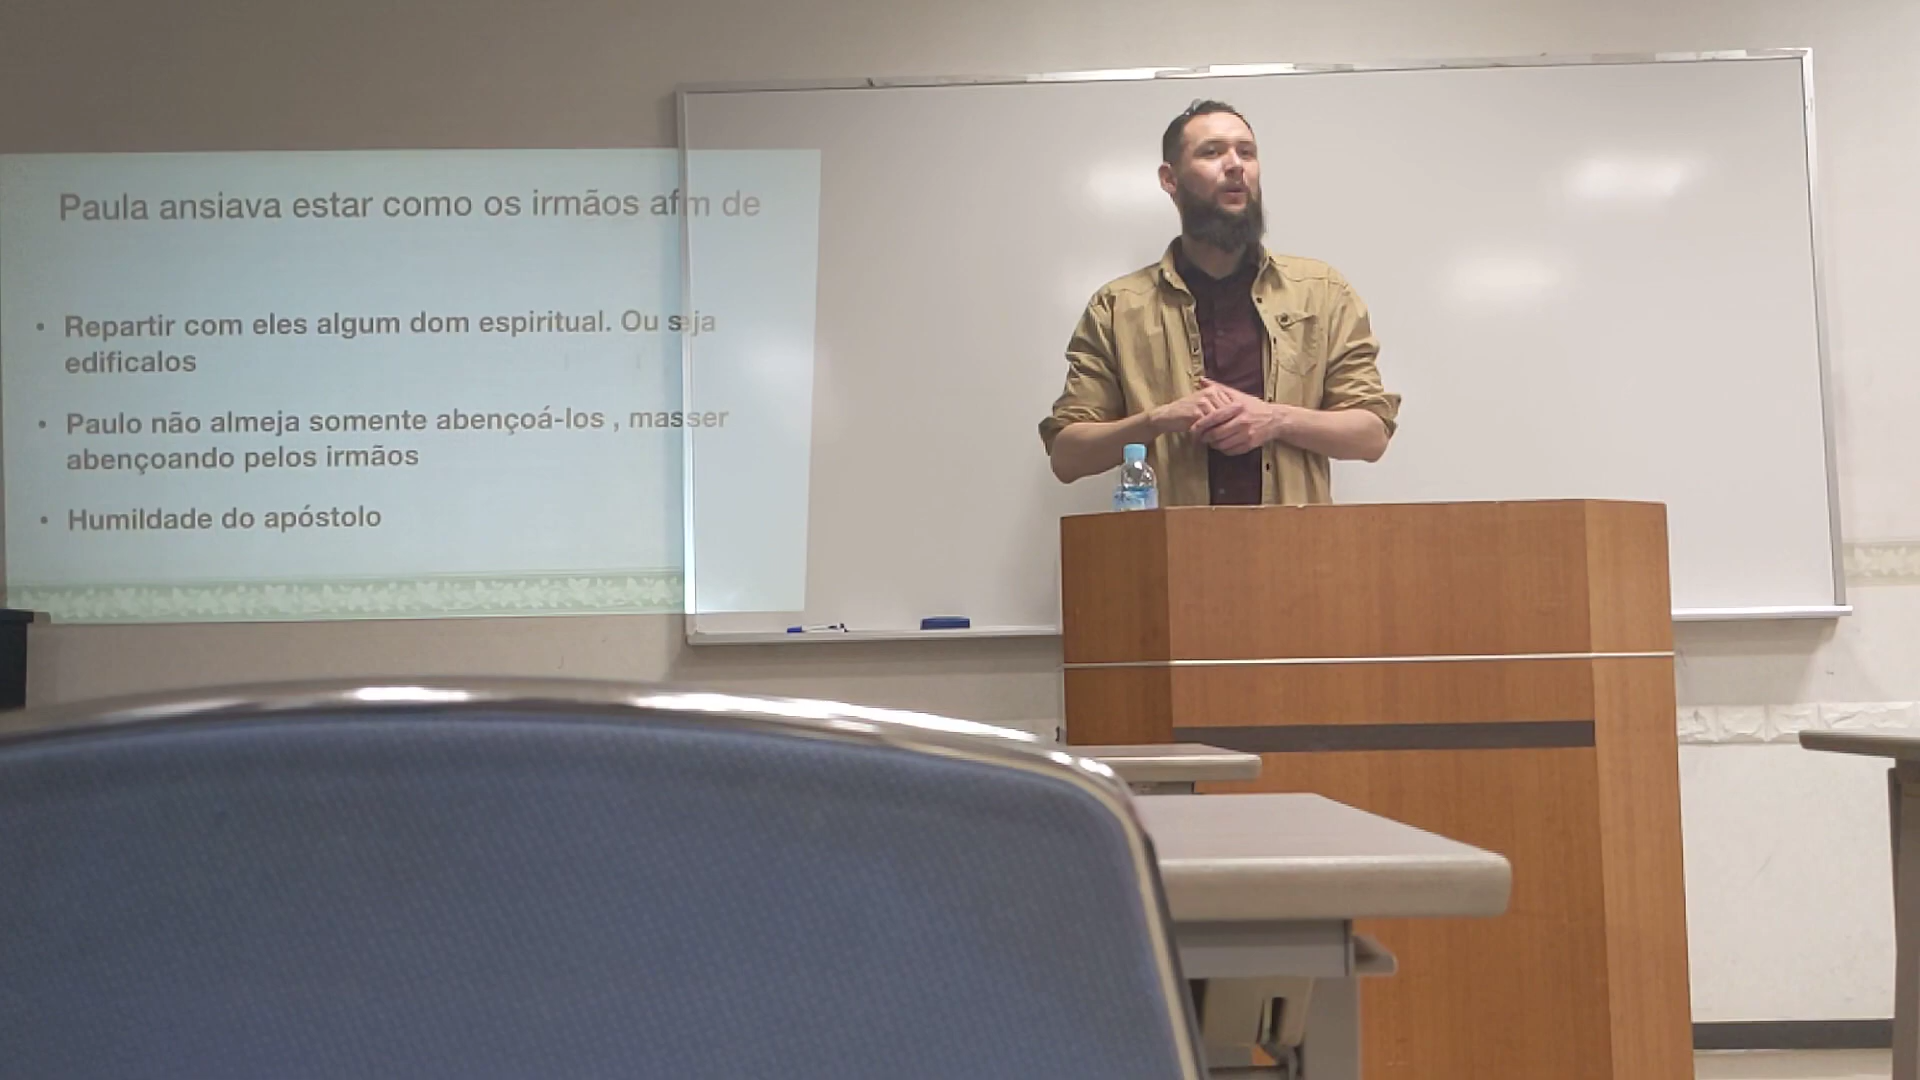 Paula ansiava estar como os irmãos afim de
• Repartir com eles algum dom espiritual. Ou seja
edificalos
• Paulo não almeja somente abençoá-los , masser
abençoando pelos irmãos
• Humildade do apóstolo